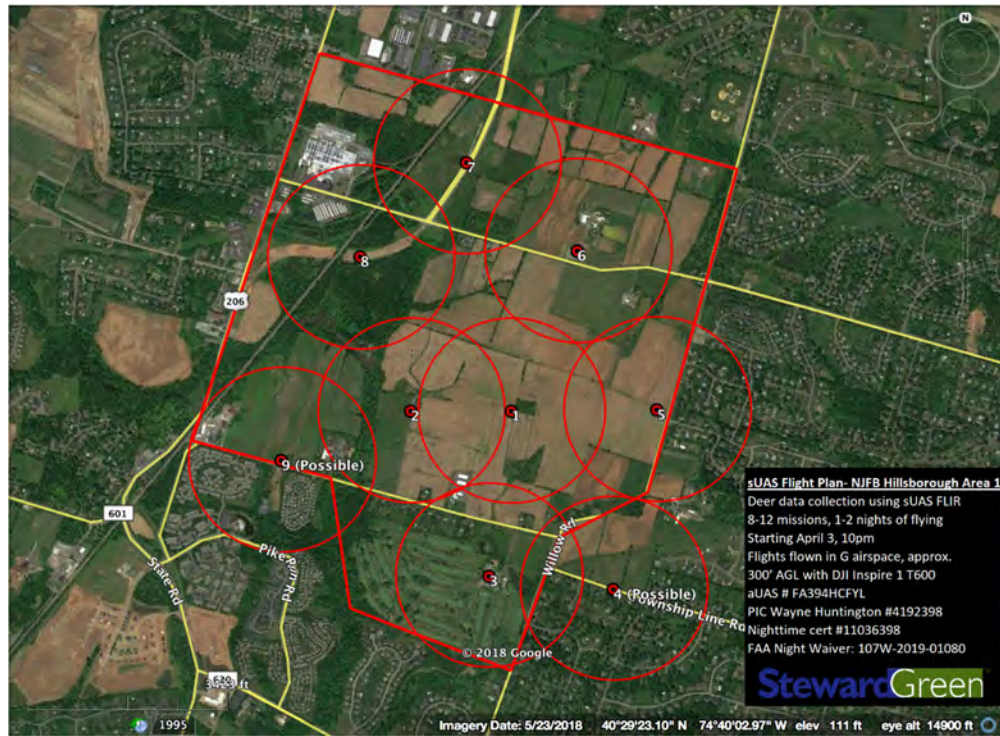 N
7
6
8
206
2
1
5
9 (Possible)
601
State Rd
Pike Run Rd
Willow Rd
3
4 (Possible)
Township Line Rd
© 2018 Google
620
1995
Imagery Date: 5/23/2018 40°29'23.10" N 74°40'02.97" W elev 111 ft eye alt 14900 ft
sUAS Flight Plan- NJFB Hillsborough Area 1
Deer data collection using sUAS FLIR
8-12 missions, 1-2 nights of flying
Starting April 3, 10pm
Flights flown in G airspace, approx.
300' AGL with DJI Inspire 1 T600
aUAS # FA394HCFYL
PIC Wayne Huntington #4192398
Nighttime cert #11036398
FAA Night Waiver: 107W-2019-01080
StewardGreen